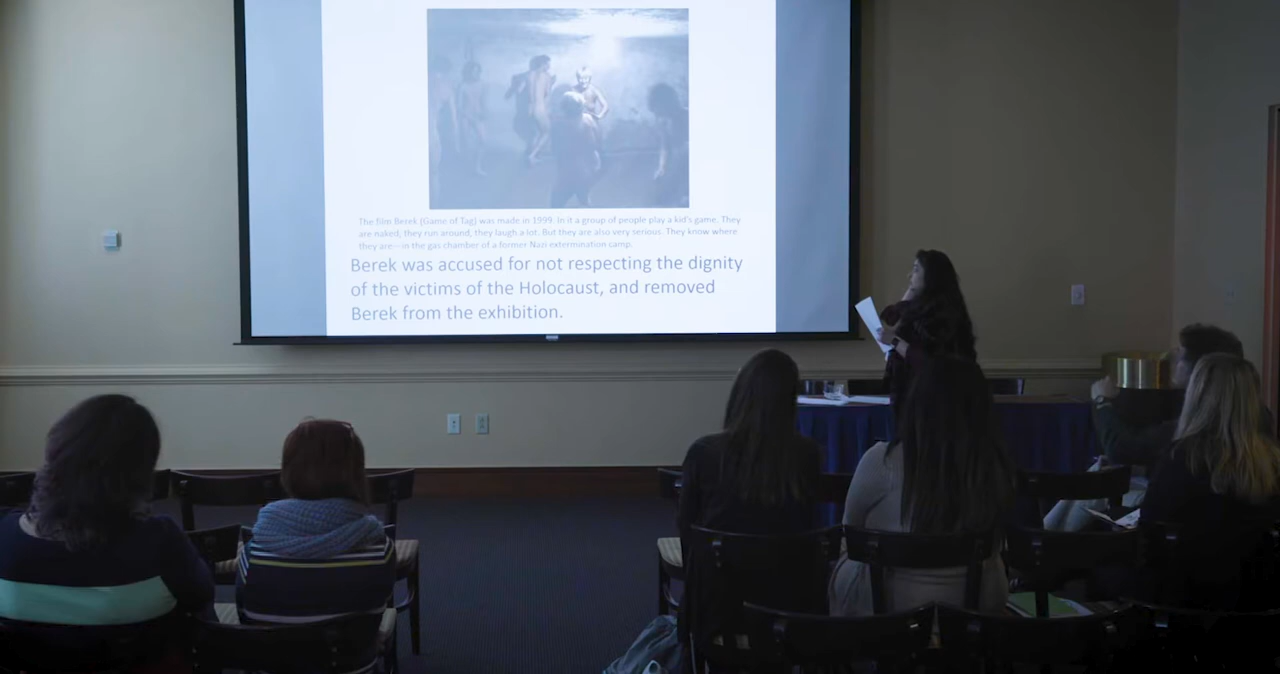 The film Berek (Game of Tag) was made in 1999. In it a group of people play a kid's game. They
are naked, they run around, they laugh a lot. But they are also very serious. They know where
they are—in the gas chamber of a former Nazi extermination camp.
Berek was accused for not respecting the dignity
of the victims of the Holocaust, and removed
Berek from the exhibition.